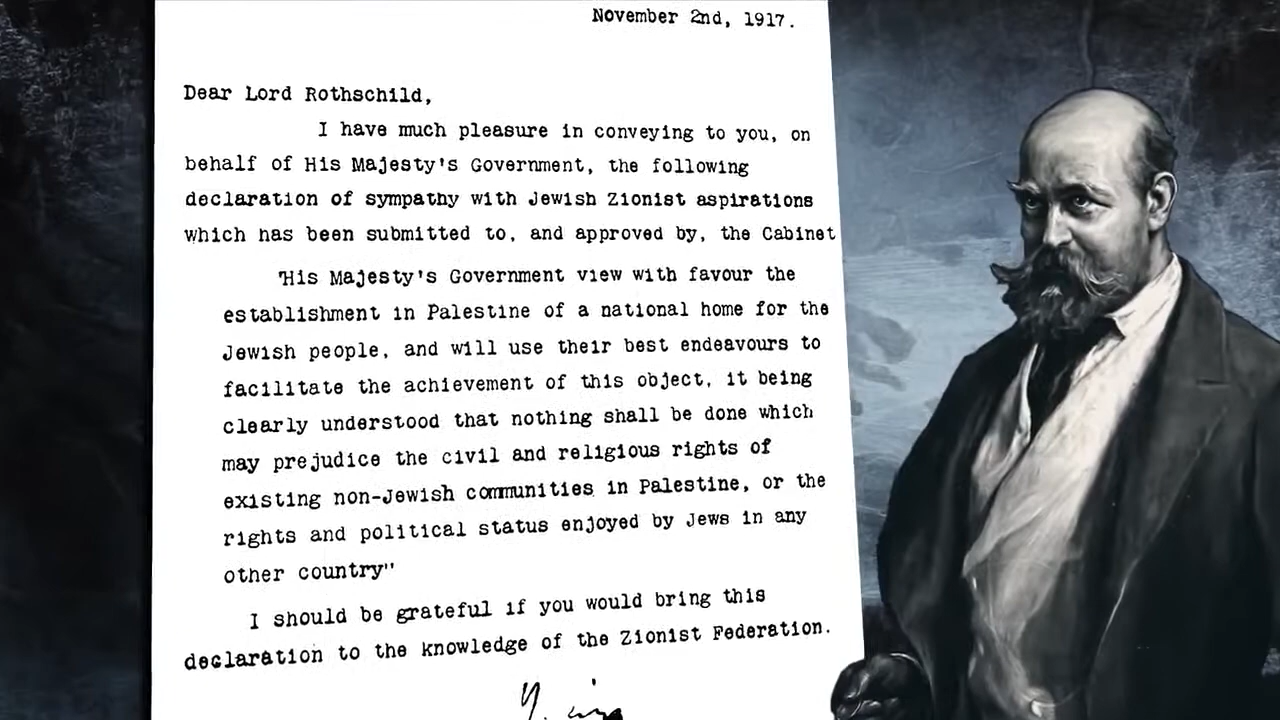 November 2nd, 1917.
Dear Lord Rothschild,
I have much pleasure in conveying to you, on
behalf of His Majesty's Government, the following
declaration of sympathy with Jewish Zionist aspirations
which has been submitted to, and approved by, the Cabinet
"His Majesty's Government view with favour the
establishment in Palestine of a national home for the
Jewish people, and will use their best endeavours to
facilitate the achievement of this object, it being
clearly understood that nothing shall be done which
may prejudice the civil and religious rights of
existing non-Jewish communities in Palestine, or the
rights and political status enjoyed by Jews in any
other country"
I should be grateful if you would bring this
declaration to the knowledge of the Zionist Federation.